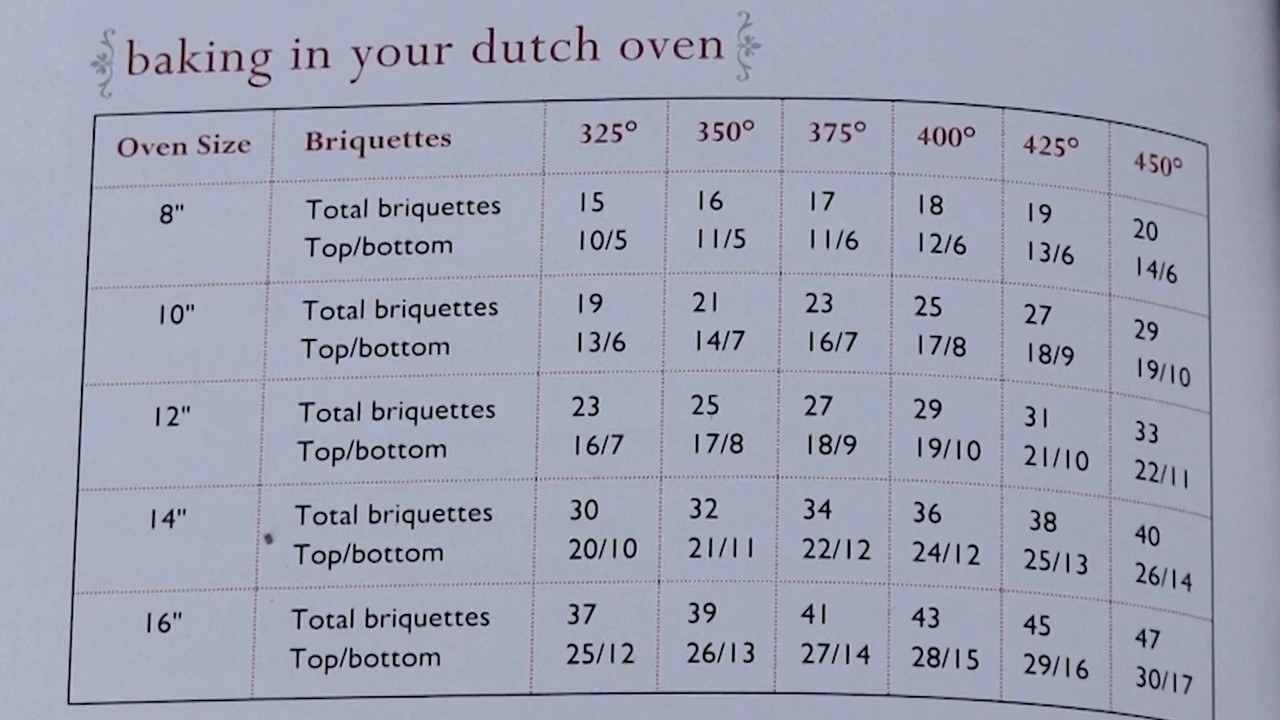 baking in your dutch oven
Oven Size Briquettes 325° 350° 375° 400° 425° 450°
8" Total briquettes 15 16 17 18 19 20
Top/bottom 10/5 11/5 11/6 12/6 13/6 14/6
10" Total briquettes 19 21 23 25 27 29
Top/bottom 13/6 14/7 16/7 17/8 18/9 19/10
12" Total briquettes 23 25 27 29 31 33
Top/bottom 16/7 17/8 18/9 19/10 21/10 22/11
14" Total briquettes 30 32 34 36 38 40
Top/bottom 20/10 21/11 22/12 24/12 25/13 26/14
16" Total briquettes 37 39 41 43 45 47
Top/bottom 25/12 26/13 27/14 28/15 29/16 30/17